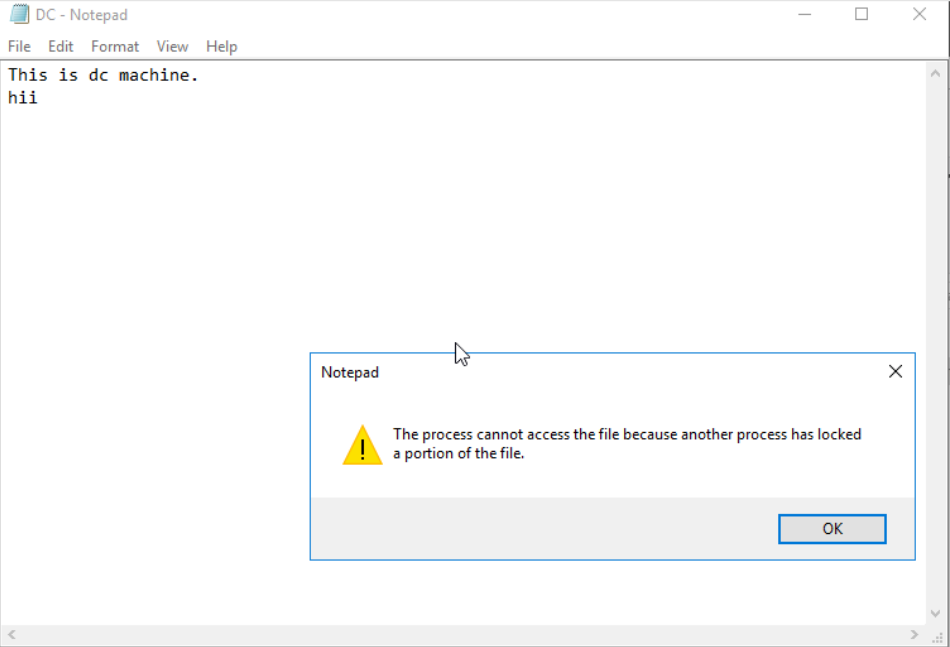 DC - Notepad
File Edit Format View Help
This is dc machine.
hii
Notepad
The process cannot access the file because another process has locked
a portion of the file.
OK